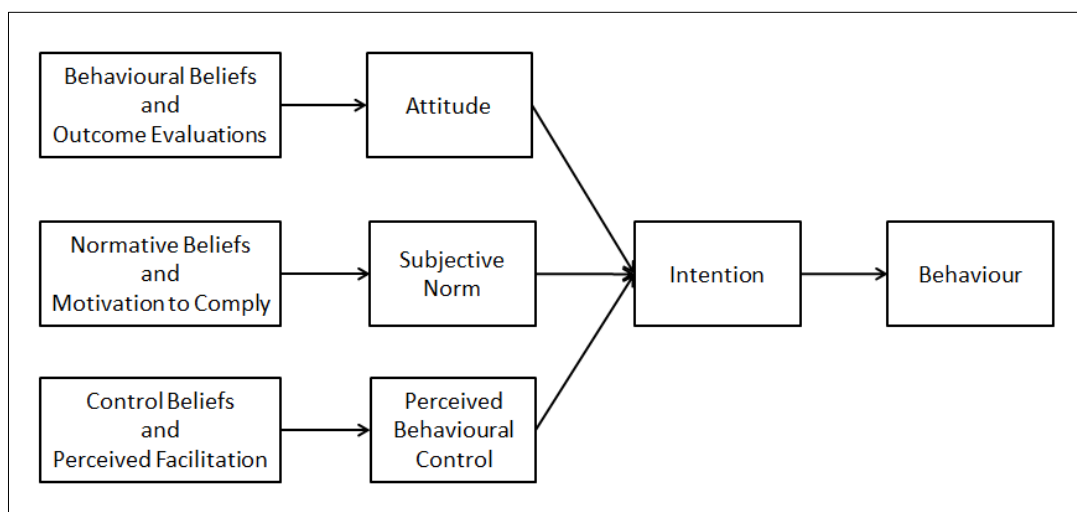 Behavioural Beliefs
and
Outcome Evaluations
Attitude
Normative Beliefs
and
Motivation to Comply
Subjective
Norm
Intention
Behaviour
Control Beliefs
and
Perceived Facilitation
Perceived
Behavioural
Control